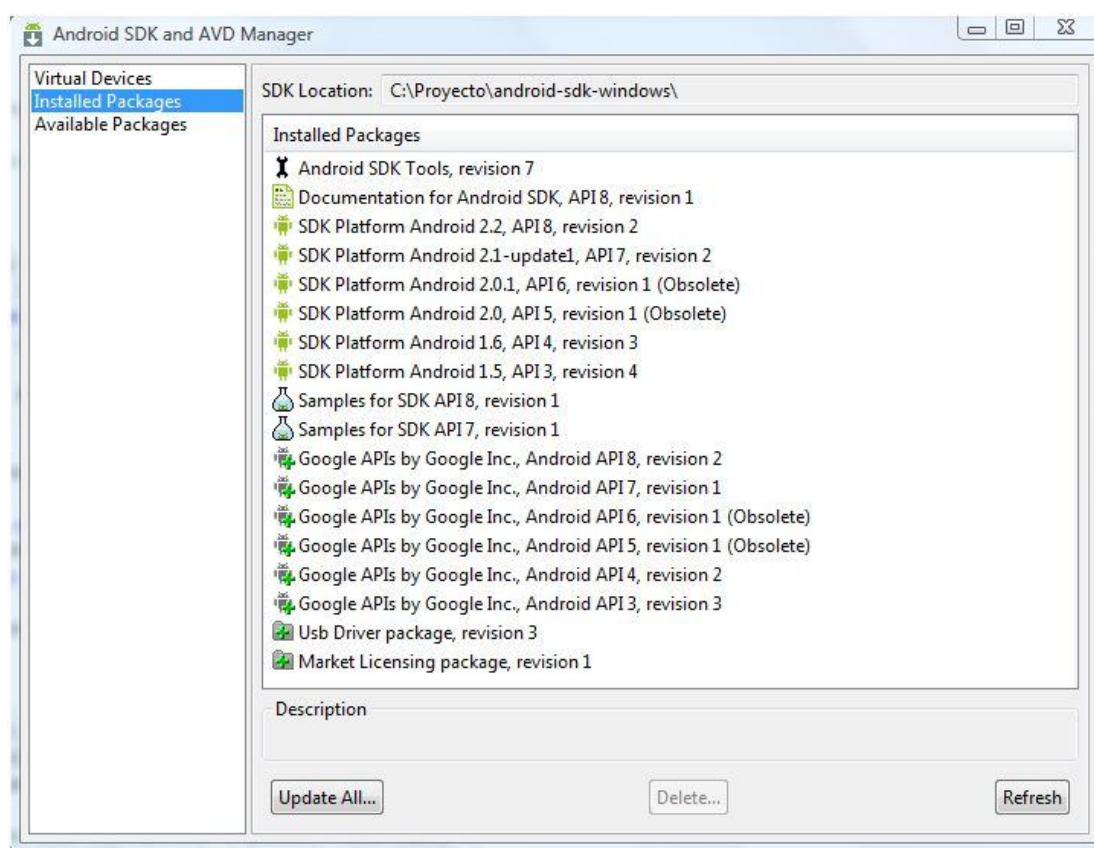 Android SDK and AVD Manager
Virtual Devices
Installed Packages
Available Packages
SDK Location: C:\Proyecto\android-sdk-windows\
Installed Packages
Android SDK Tools, revision 7
Documentation for Android SDK, API 8, revision 1
SDK Platform Android 2.2, API 8, revision 2
SDK Platform Android 2.1-update1, API 7, revision 2
SDK Platform Android 2.0.1, API 6, revision 1 (Obsolete)
SDK Platform Android 2.0, API 5, revision 1 (Obsolete)
SDK Platform Android 1.6, API 4, revision 3
SDK Platform Android 1.5, API 3, revision 4
Samples for SDK API 8, revision 1
Samples for SDK API 7, revision 1
Google APIs by Google Inc., Android API 8, revision 2
Google APIs by Google Inc., Android API 7, revision 1
Google APIs by Google Inc., Android API 6, revision 1 (Obsolete)
Google APIs by Google Inc., Android API 5, revision 1 (Obsolete)
Google APIs by Google Inc., Android API 4, revision 2
Google APIs by Google Inc., Android API 3, revision 3
Usb Driver package, revision 3
Market Licensing package, revision 1
Description
Update All... Delete... Refresh